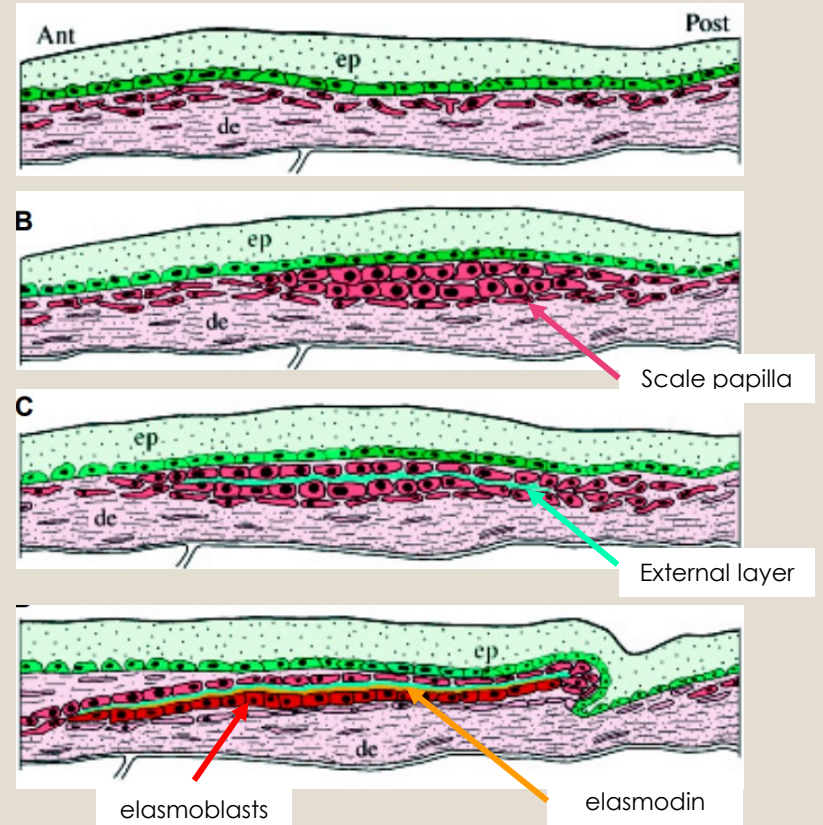 Ant Post
ep
de
B
ep
de
Scale papilla
C
ep
de
External layer
ep
de
elasmoblasts
elasmodin